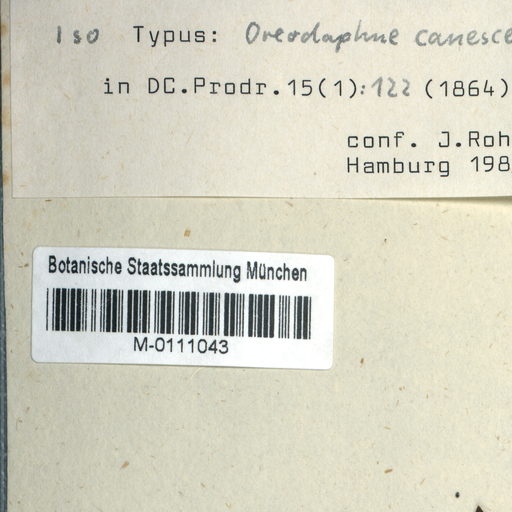 Iso Typus: Oreodaphne canesce
in DC.Prodr.15(1):122 (1864)
conf. J.Roh
Hamburg 198
Botanische Staatssammlung München
M-0111043